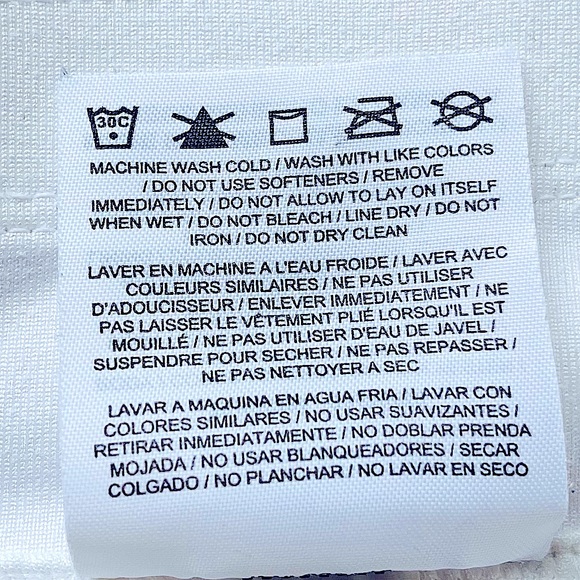 30C
MACHINE WASH COLD / WASH WITH LIKE COLORS
/ DO NOT USE SOFTENERS / REMOVE
IMMEDIATELY / DO NOT ALLOW TO LAY ON ITSELF
WHEN WET / DO NOT BLEACH / LINE DRY / DO NOT
IRON / DO NOT DRY CLEAN
LAVER EN MACHINE A L'EAU FROIDE / LAVER AVEC
COULEURS SIMILAIRES / NE PAS UTILISER
D'ADOUCISSEUR / ENLEVER IMMÉDIATEMENT / NE
PAS LAISSER LE VÊTEMENT PLIÉ LORSQU'IL EST
MOUILLÉ / NE PAS UTILISER D'EAU DE JAVEL /
SUSPENDRE POUR SECHER / NE PAS REPASSER /
NE PAS NETTOYER A SEC
LAVAR A MAQUINA EN AGUA FRIA / LAVAR CON
COLORES SIMILARES / NO USAR SUAVIZANTES /
RETIRAR INMEDIATAMENTE / NO DOBLAR PRENDA
MOJADA / NO USAR BLANQUEADORES / SECAR
COLGADO / NO PLANCHAR / NO LAVAR EN SECO